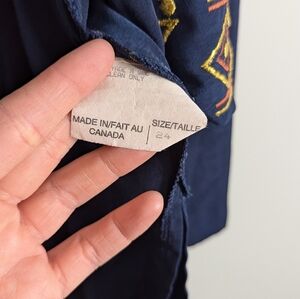 CLEAN ONLY
MADE IN/FAIT AU
CANADA
SIZE/TAILLE
24